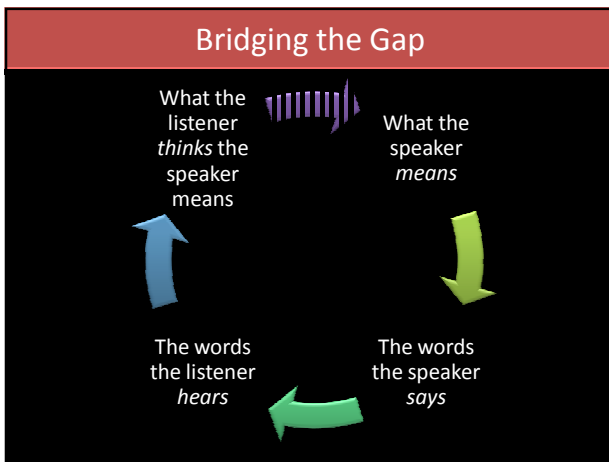 Bridging the Gap
What the
listener
thinks the
speaker
means
What the
speaker
means
The words
the speaker
says
The words
the listener
hears